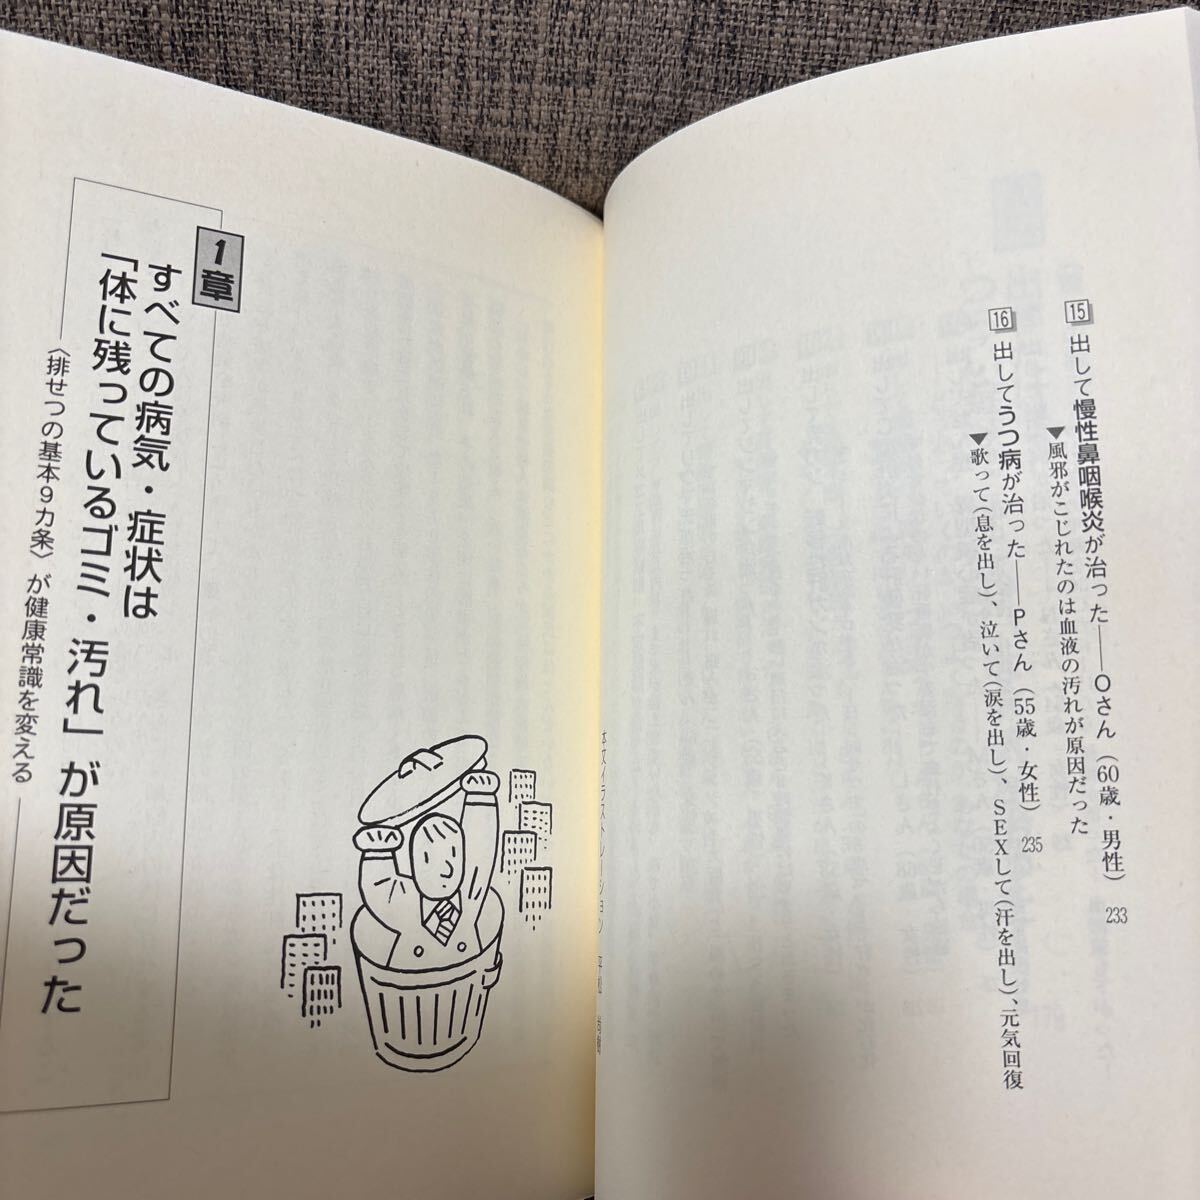 15 出して慢性鼻咽喉炎が治った――Oさん（60歳・男性） 233
▼風邪がこじれたのは血液の汚れが原因だった
16 出してうつ病が治った――Pさん（55歳・女性） 235
▼歌って（息を出し）、泣いて（涙を出し）、SEXして（汗を出し）、元気回復
本文イラストレーション
1章
すべての病気・症状は
「体に残っているゴミ・汚れ」が原因だった
――〈排せつの基本9カ条〉が健康常識を変える――